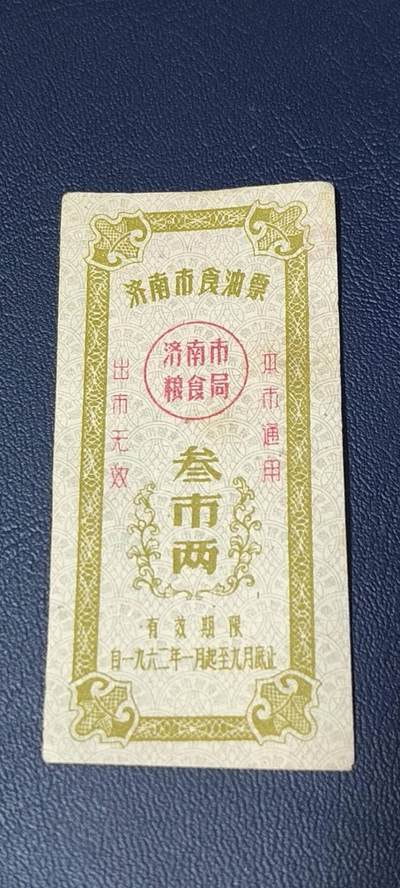 济南市食油票
济南市
粮食局
本市通用
出市无效
叁市两
有效期限
自一九六二年一月起至九月底止